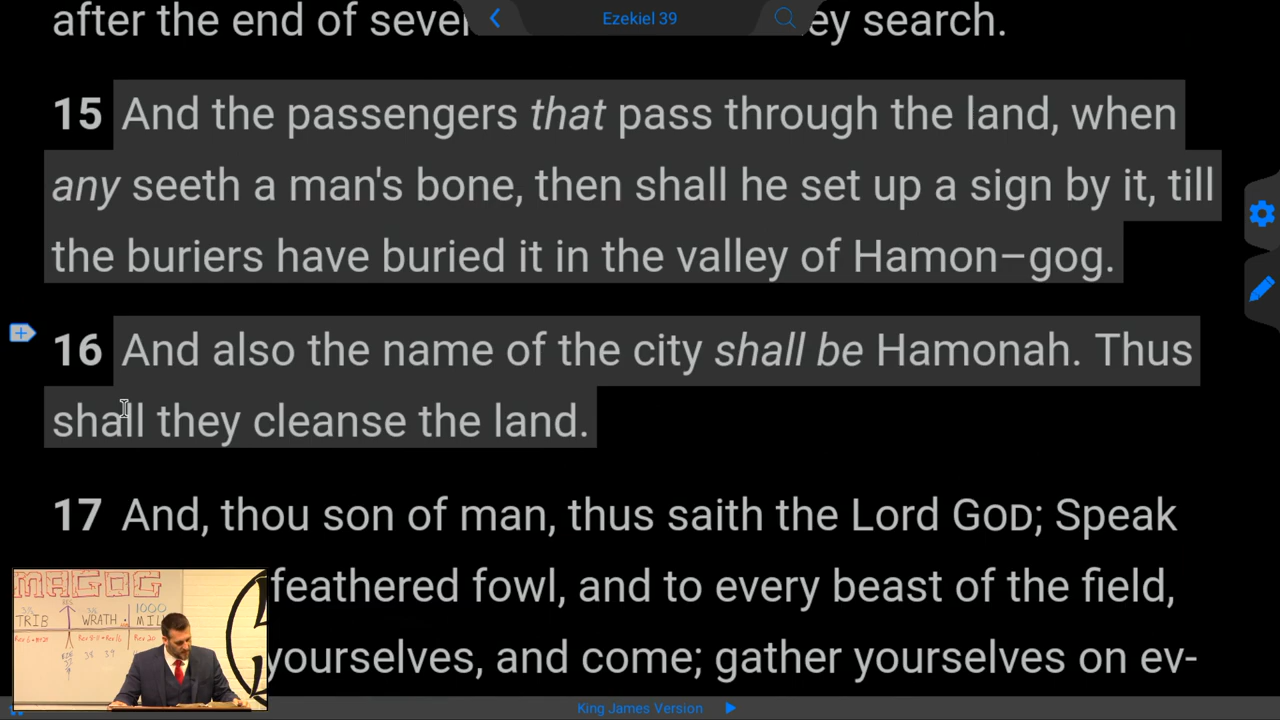 after the end of seve
ey search.
Ezekiel 39
15 And the passengers that pass through the land, when
any seeth a man's bone, then shall he set up a sign by it, till
the buriers have buried it in the valley of Hamon–gog.
16 And also the name of the city shall be Hamonah. Thus
shall they cleanse the land.
17 And, thou son of man, thus saith the Lord GOD; Speak
feathered fowl, and to every beast of the field,
yourselves, and come; gather yourselves on ev-
MAGOG
TRIB
WRATH
1000
MIL
38 39
King James Version